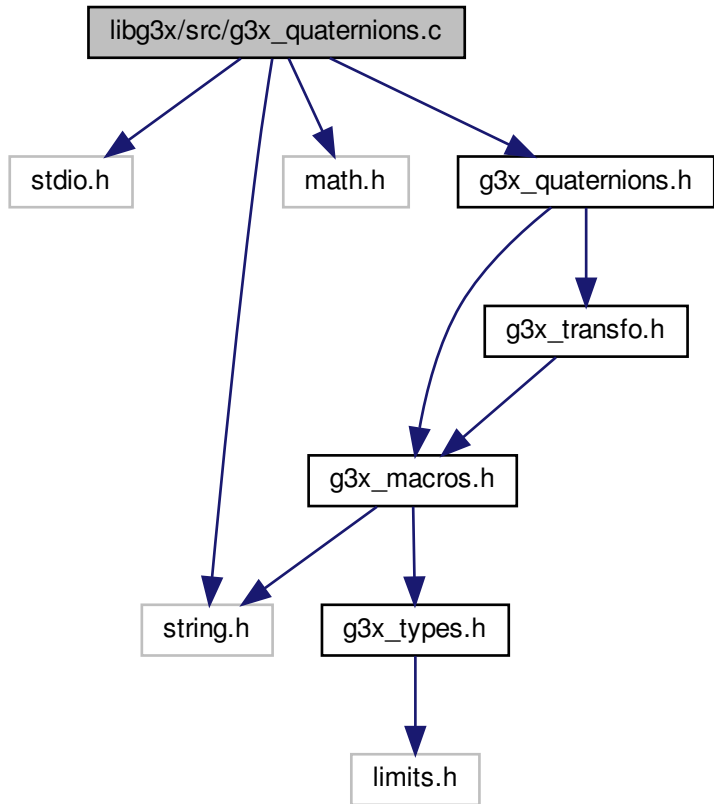 libg3x/src/g3x_quaternions.c
stdio.h
math.h
g3x_quaternions.h
g3x_transfo.h
g3x_macros.h
string.h
g3x_types.h
limits.h